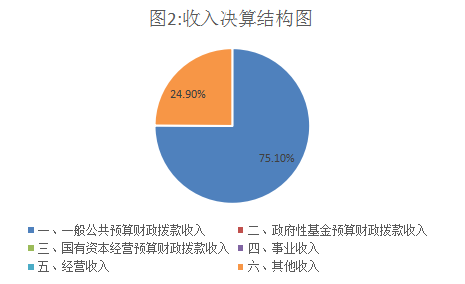 图2:收入决算结构图
24.90%
75.10%
一、一般公共预算财政拨款收入
二、政府性基金预算财政拨款收入
三、国有资本经营预算财政拨款收入
四、事业收入
五、经营收入
六、其他收入